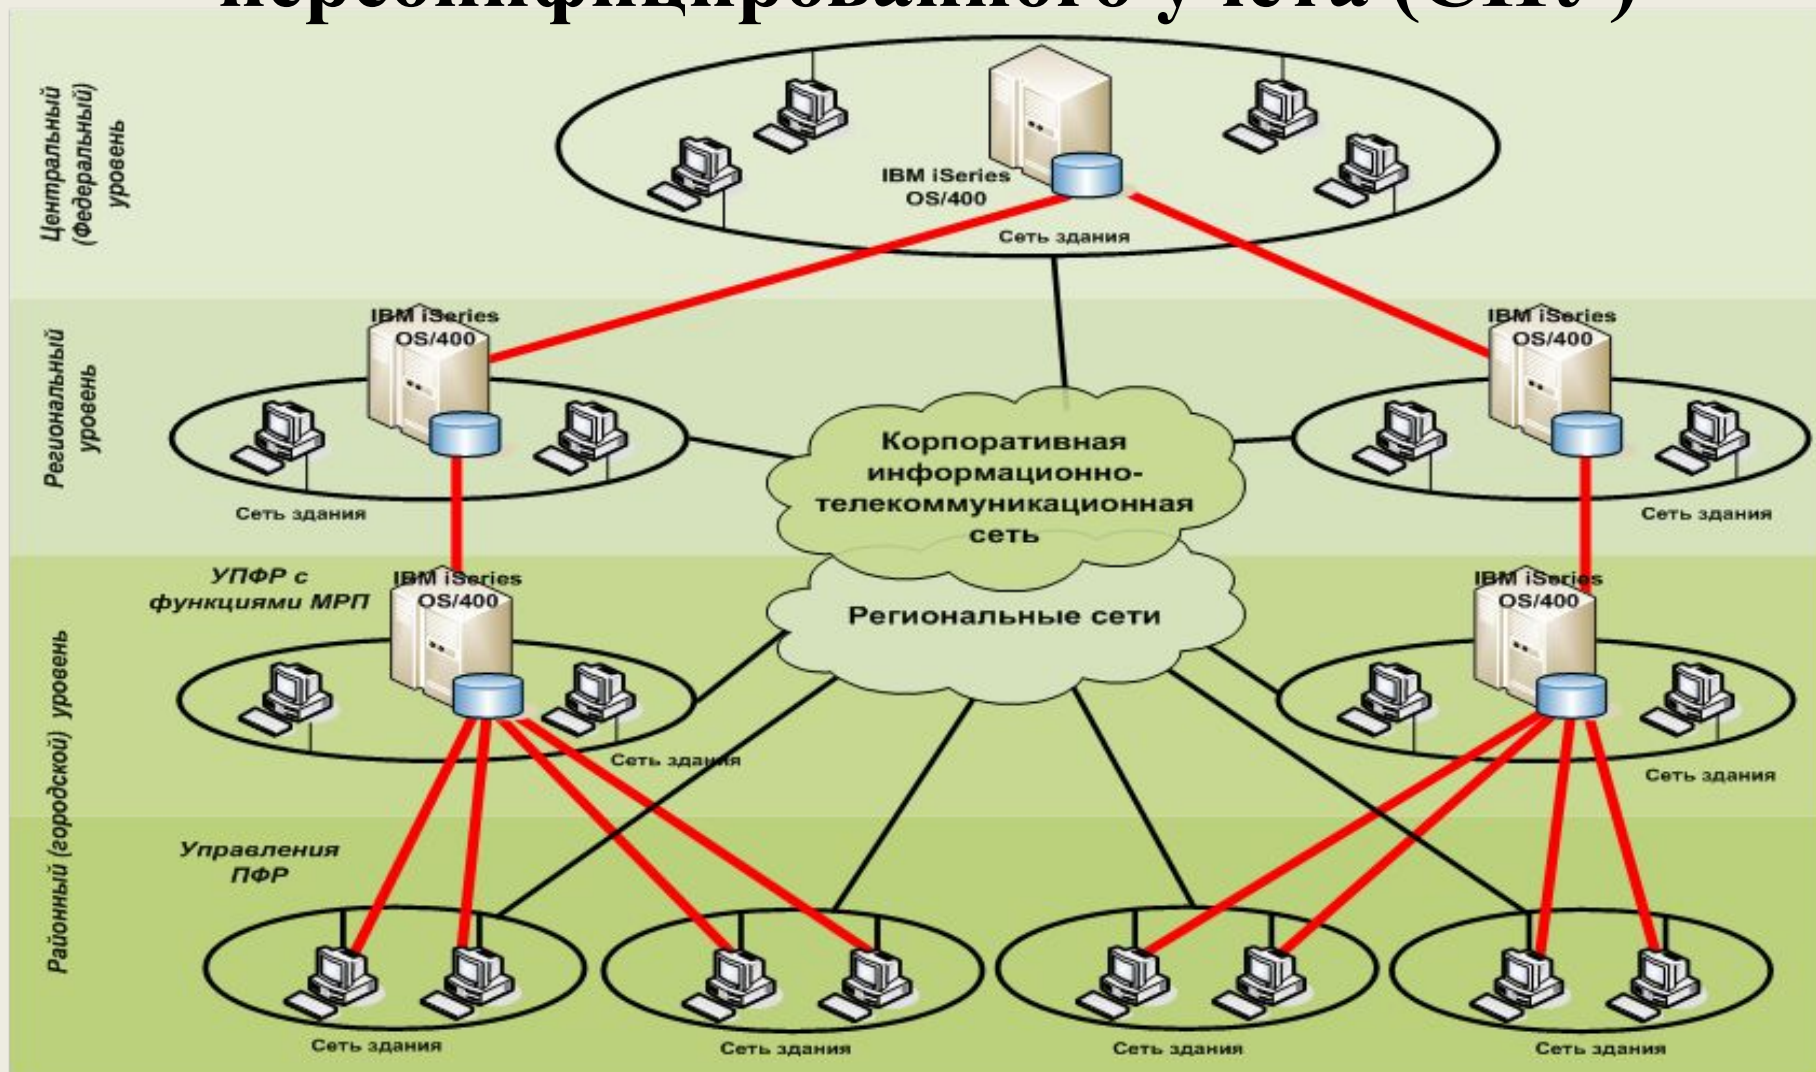 персонифицированного учета (СПУ)
Центральный
(Федеральный)
уровень
IBM iSeries
OS/400
Сеть здания
Региональный
уровень
IBM iSeries
OS/400
Сеть здания
IBM iSeries
OS/400
Сеть здания
Корпоративная
информационно-
телекоммуникационная
сеть
Региональные сети
Районный (городской) уровень
УПФР с
функциями МРП
IBM iSeries
OS/400
Сеть здания
IBM iSeries
OS/400
Сеть здания
Управления
ПФР
Сеть здания
Сеть здания
Сеть здания
Сеть здания